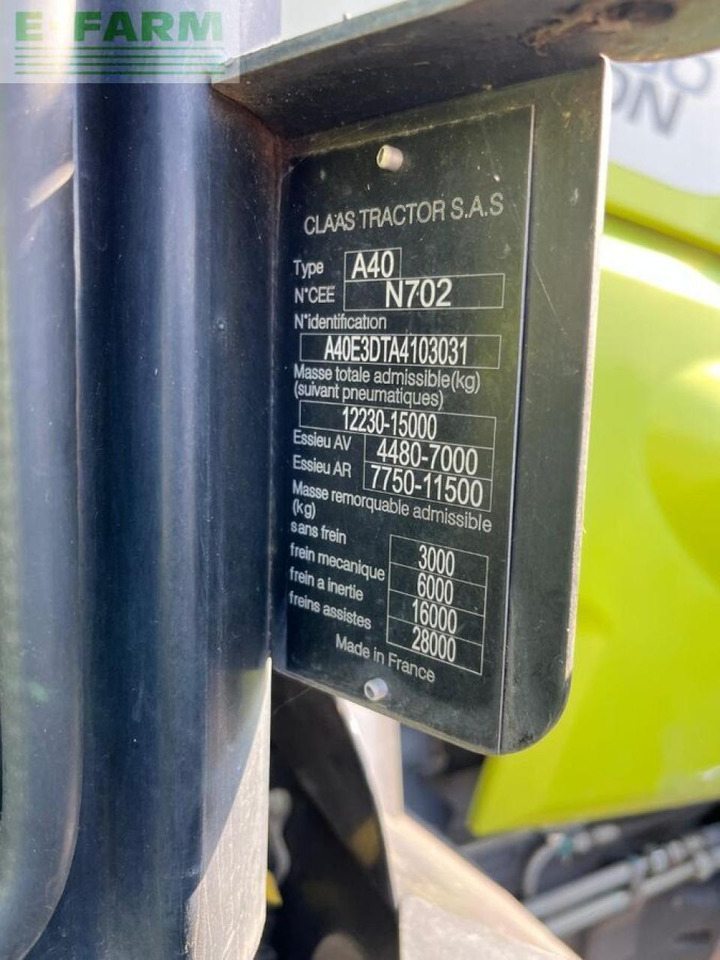 E-FARM
CLAAS TRACTOR S.A.S
Type A40
N°CEE N702
N°identification
A40E3DTA4103031
Masse totale admissible(kg)
(suivant pneumatiques)
12230-15000
Essieu AV 4480-7000
Essieu AR 7750-11500
Masse remorquable admissible
(kg)
sans frein 3000
frein mecanique 6000
frein a inertie 16000
freins assistes 28000
Made in France
ON